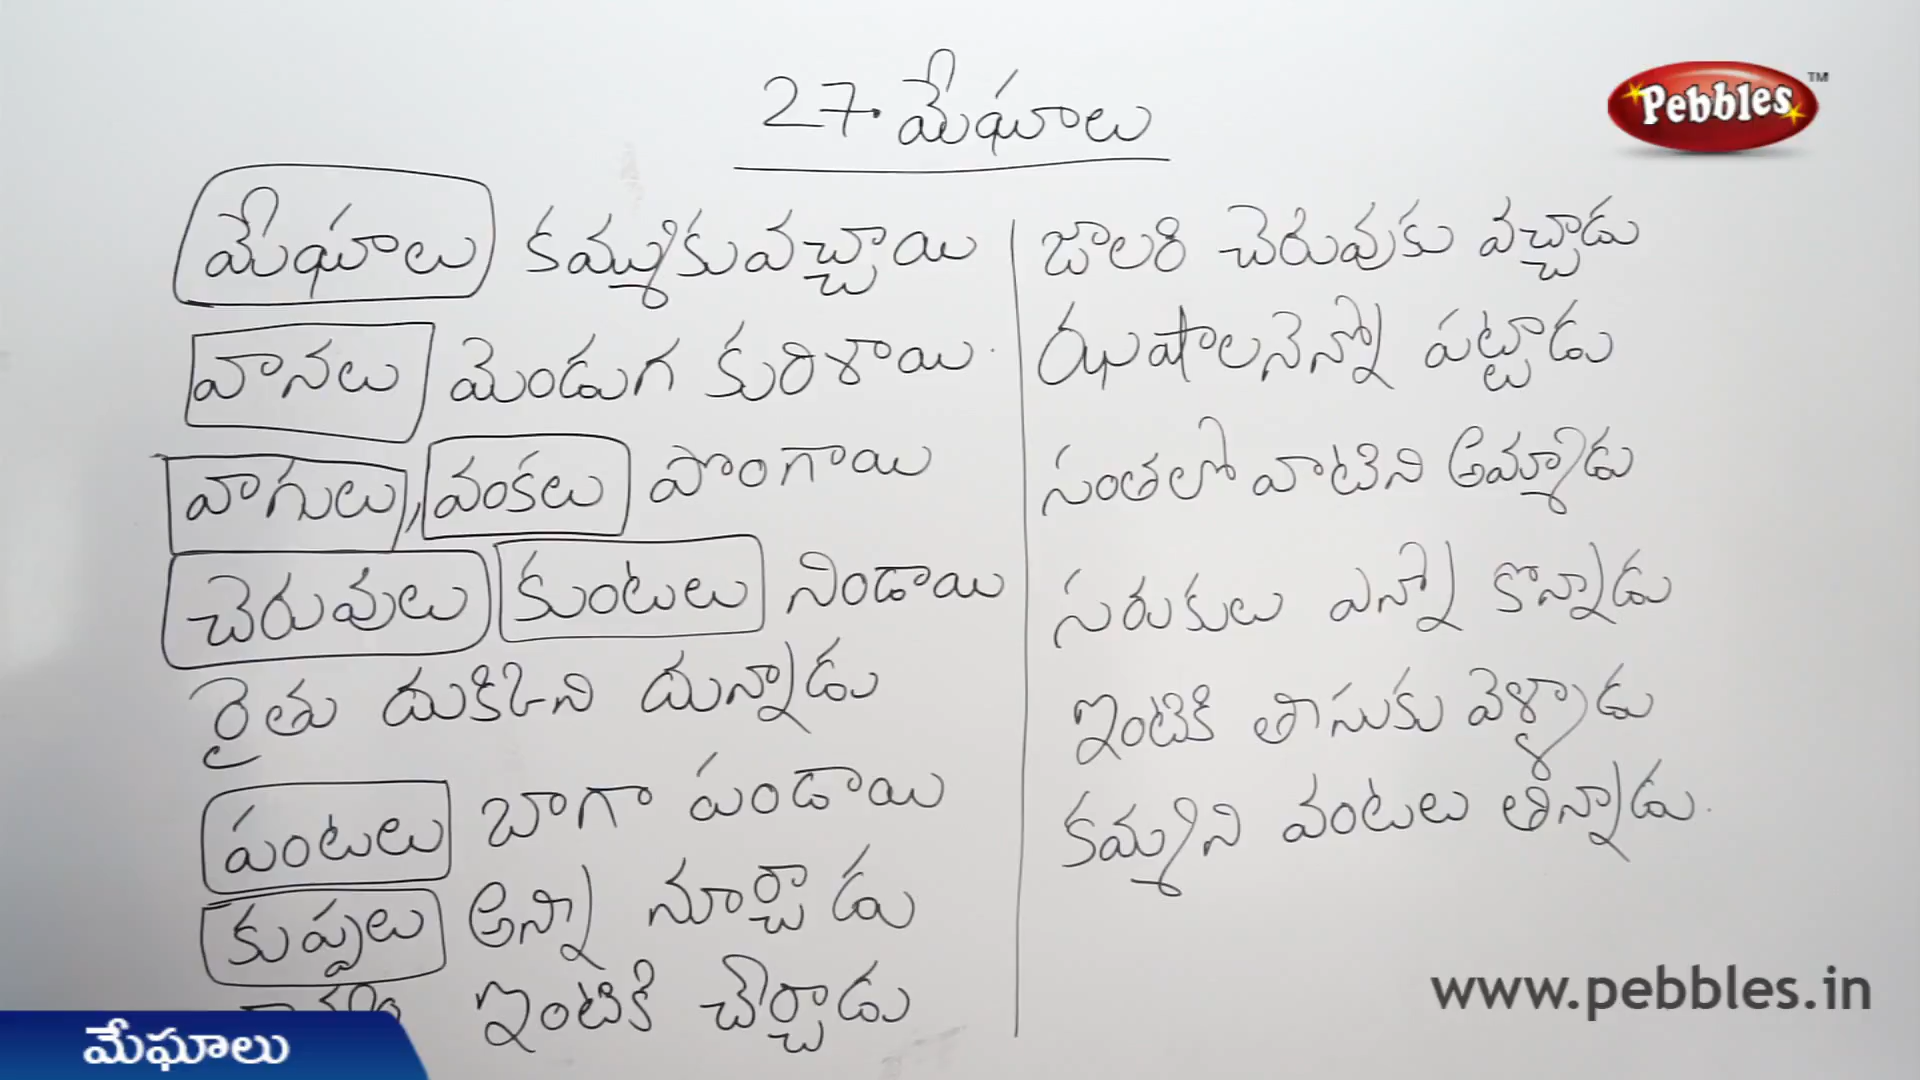 27. మేఘాలు
Pebbles TM
మేఘాలు కమ్ముకువచ్చాయి
వానలు మెండుగ కురిశాయి.
వాగులు, వంకలు పొంగాయి
చెరువులు కుంటలు నిండాయి
రైతు దుక్కిని దున్నాడు
పంటలు బాగా పండాయి
కుప్పలు అన్నీ నూర్చాడు
ఇంటికి చేర్చాడు
జాలరి చెరువుకు వచ్చాడు
ఝషాలనెన్నో పట్టాడు
సంతలో వాటిని అమ్మాడు
సరుకులు ఎన్నో కొన్నాడు
ఇంటికి తాసుకు వెళ్ళాడు
కమ్మని వంటలు తిన్నాడు.
www.pebbles.in
మేఘాలు